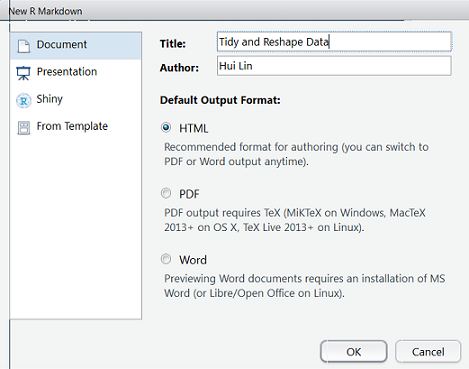 New R Markdown
Document
Presentation
Shiny
From Template
Title: Tidy and Reshape Data
Author: Hui Lin
Default Output Format:
HTML
Recommended format for authoring (you can switch
to PDF or Word output anytime).
PDF
PDF output requires TeX (MiKTeX on Windows, MacTeX
2013+ on OS X, TeX Live 2013+ on Linux).
Word
Previewing Word documents requires an installation of MS
Word (or Libre/Open Office on Linux).
OK Cancel